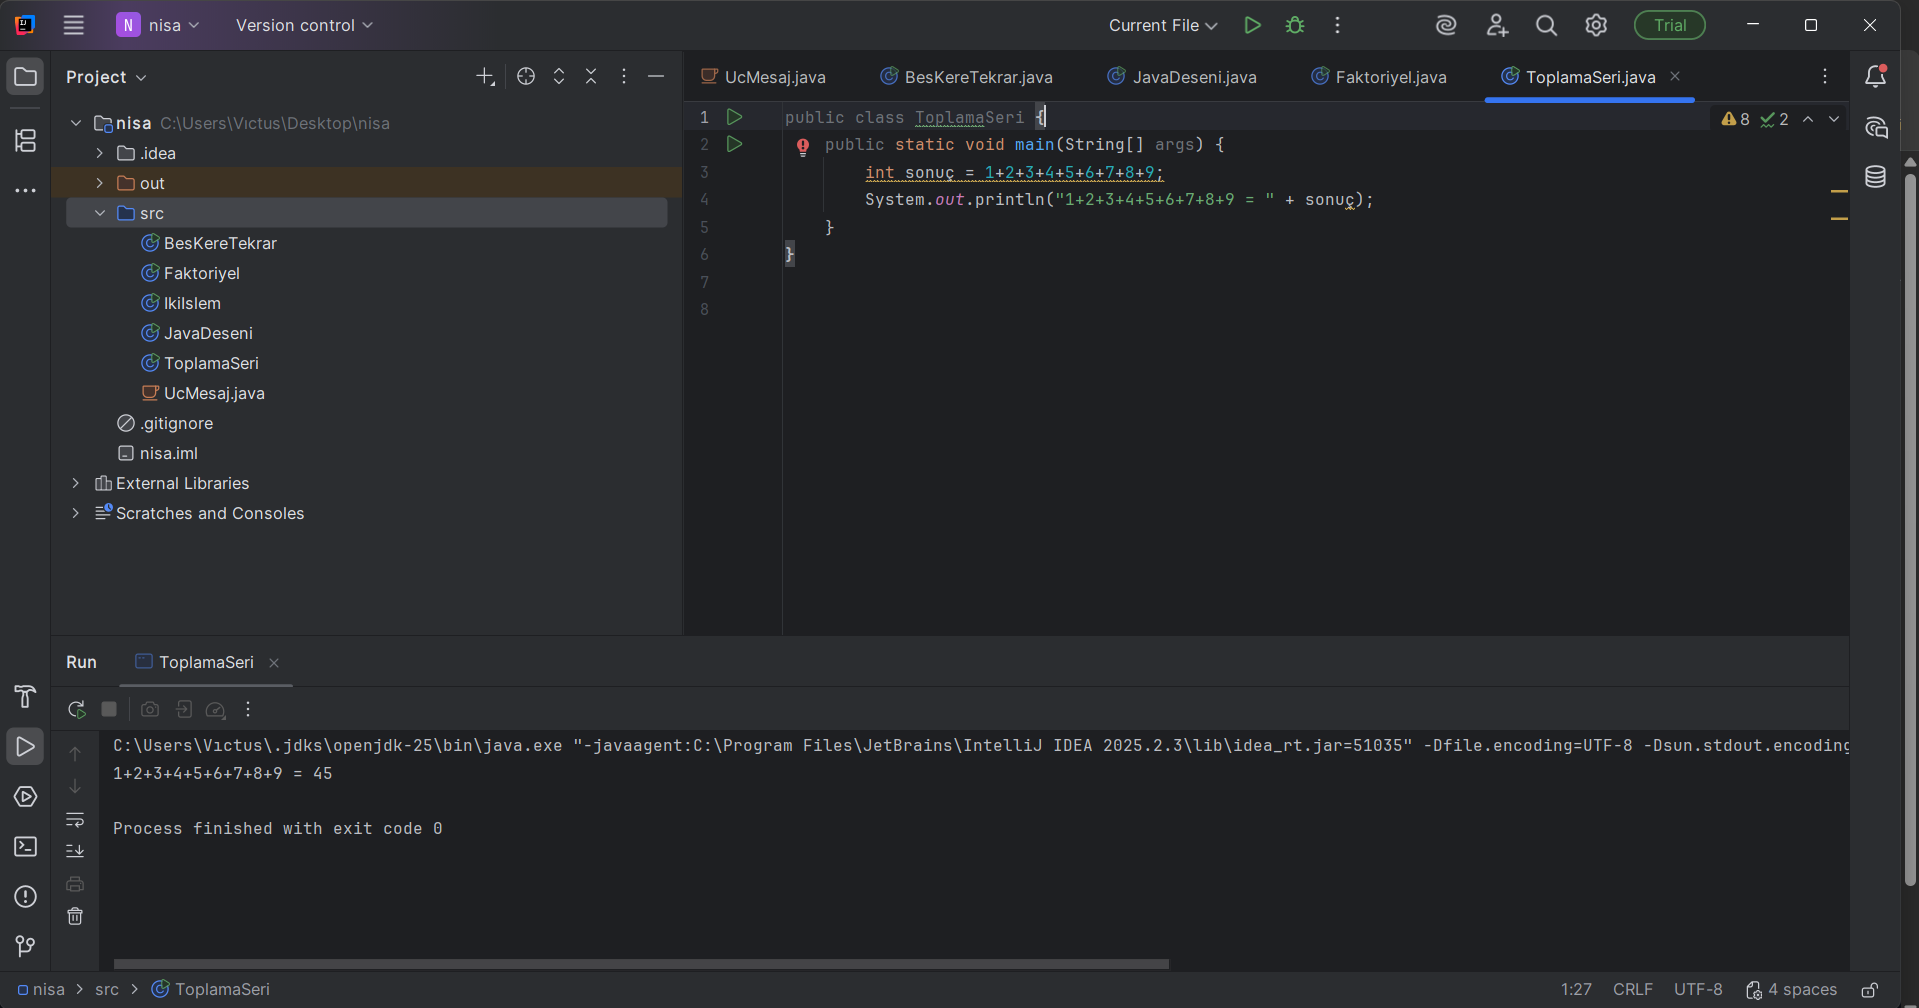 N nisa Version control Current File Trial
Project
UcMesaj.java BesKereTekrar.java JavaDeseni.java Faktoriyel.java ToplamaSeri.java
nisa C:\Users\Vıctus\Desktop\nisa
.idea
out
src
BesKereTekrar
Faktoriyel
IkiIslem
JavaDeseni
ToplamaSeri
UcMesaj.java
.gitignore
nisa.iml
External Libraries
Scratches and Consoles
1 public class ToplamaSeri {
8 2
2 public static void main(String[] args) {
3 int sonuç = 1+2+3+4+5+6+7+8+9;
4 System.out.println("1+2+3+4+5+6+7+8+9 = " + sonuç);
5 }
6 }
7
8
Run ToplamaSeri
C:\Users\Vıctus\.jdks\openjdk-25\bin\java.exe "-javaagent:C:\Program Files\JetBrains\IntelliJ IDEA 2025.2.3\lib\idea_rt.jar=51035" -Dfile.encoding=UTF-8 -Dsun.stdout.encoding
1+2+3+4+5+6+7+8+9 = 45
Process finished with exit code 0
nisa src ToplamaSeri
1:27 CRLF UTF-8 4 spaces